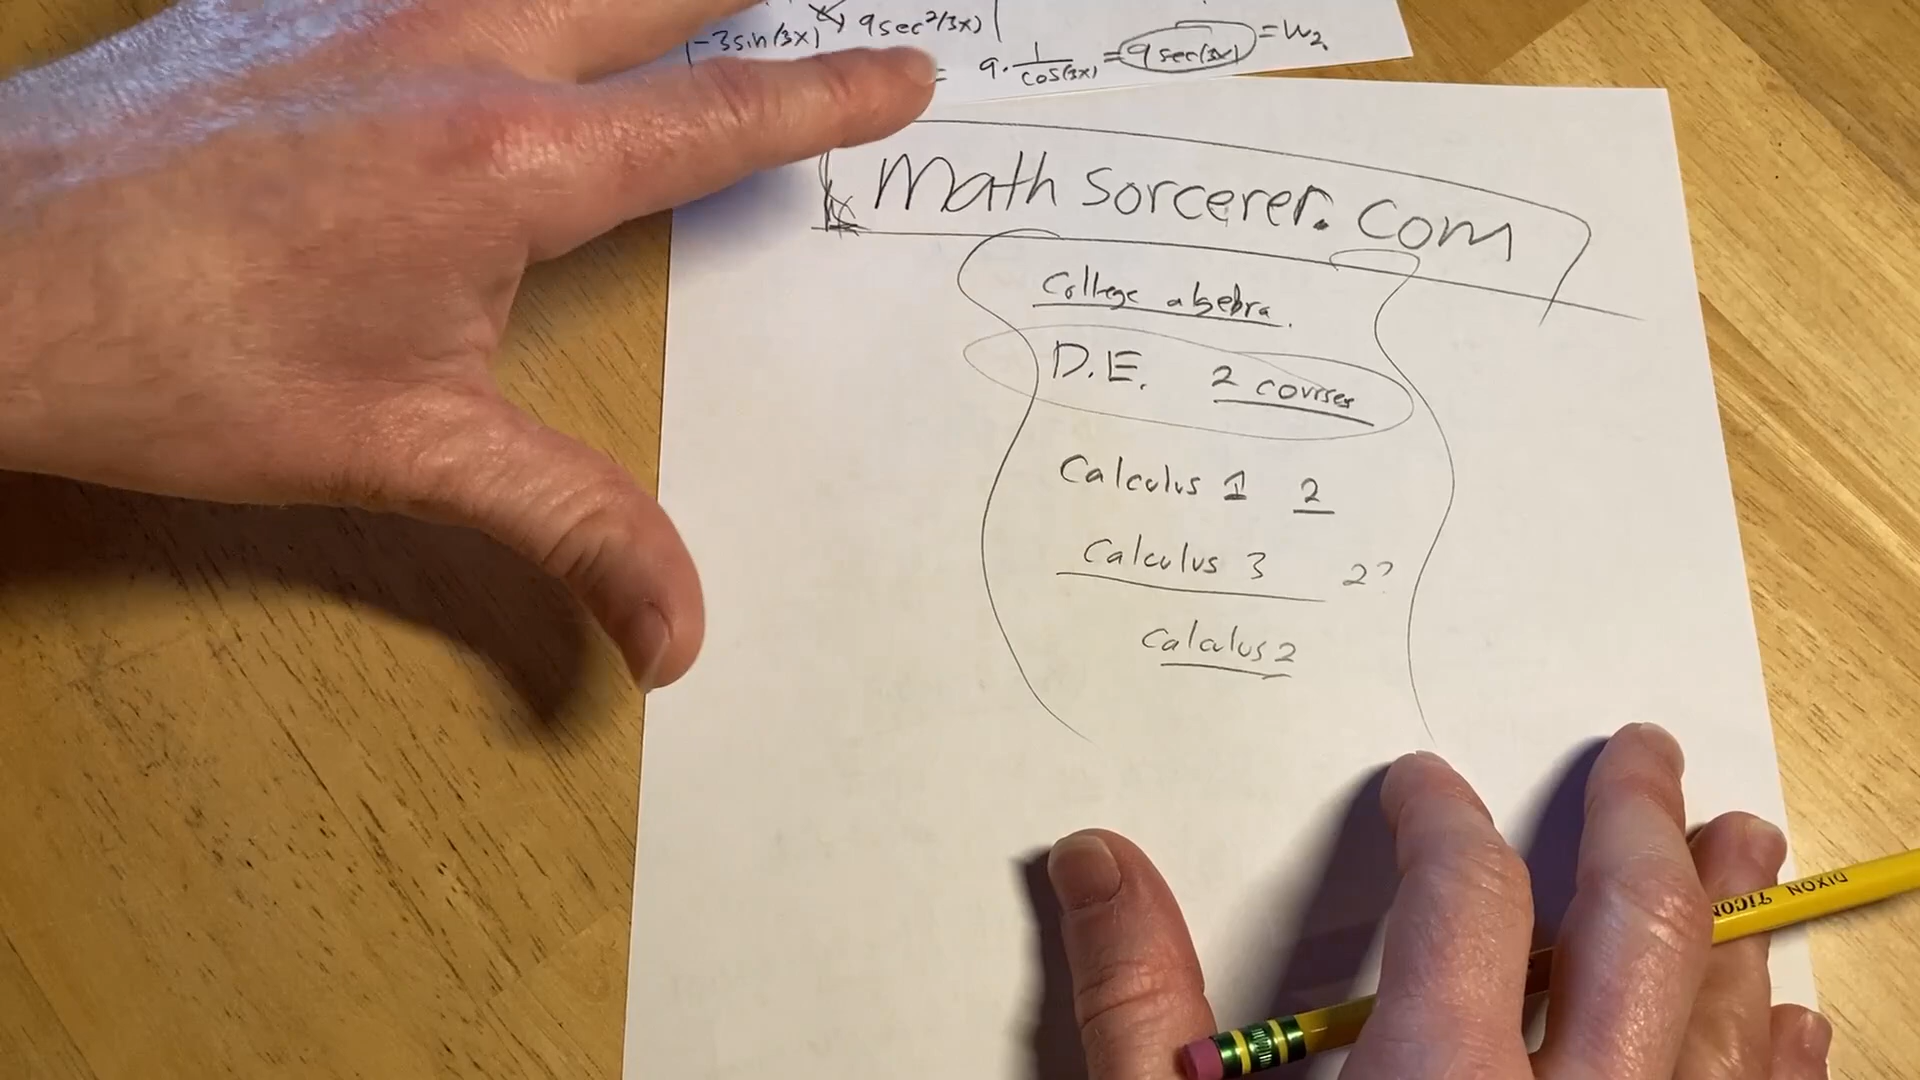 -3sin(3x) 9sec²(3x)|
= 9·1/cos(3x) = 9sec(3x) = W₂
Math Sorcerer.com
College algebra.
D.E. 2 courses
Calculus 1 2
Calculus 3 2?
Calculus 2
DIXON TICON